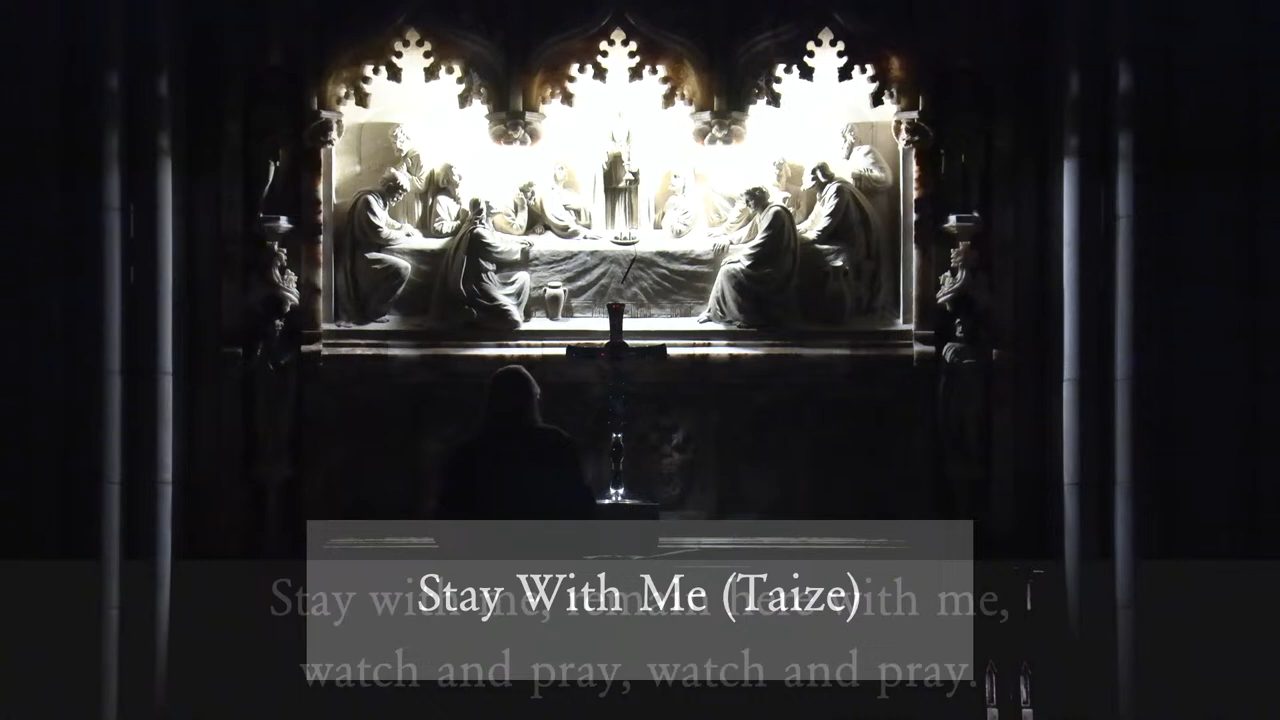 Stay With Me (Taize)
Stay with me, remain here with me,
watch and pray, watch and pray.